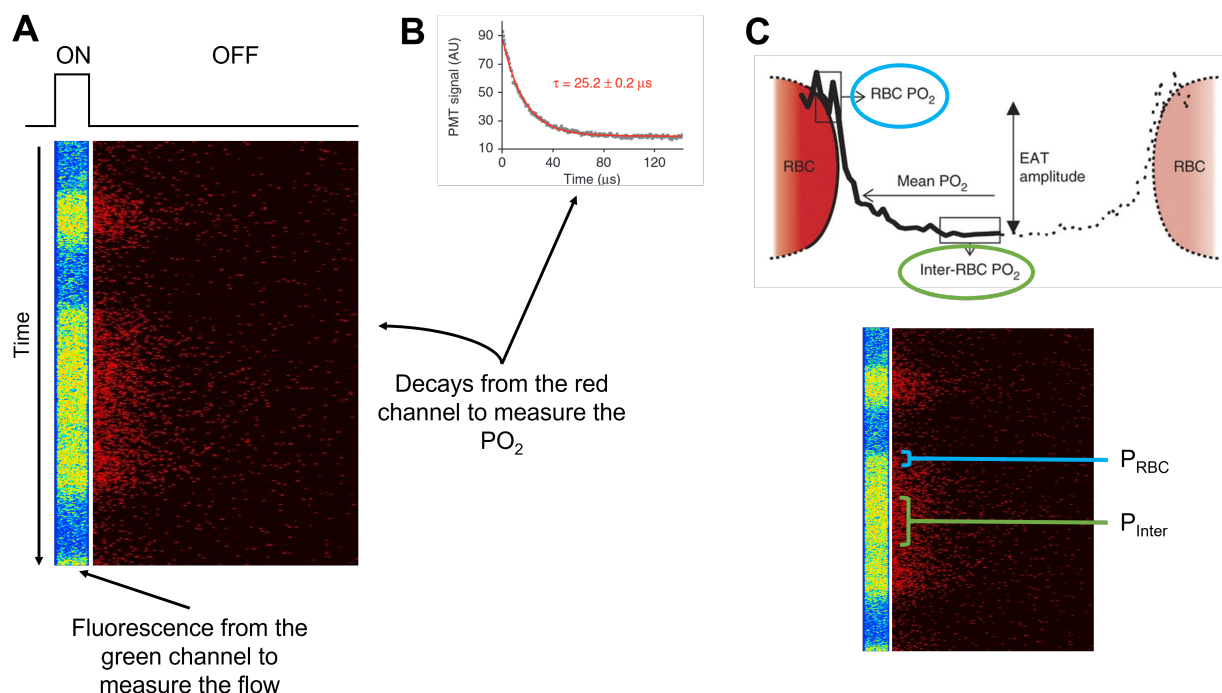 A
ON
OFF
Time
Fluorescence from the
green channel to
measure the flow
B
PMT signal (AU)
90
70
50
30
10
τ = 25.2 ± 0.2 μs
0
40
80
120
Time (μs)
Decays from the red
channel to measure the
PO₂
C
RBC PO₂
RBC
EAT
amplitude
RBC
Mean PO₂
Inter-RBC PO₂
P_RBC
P_Inter